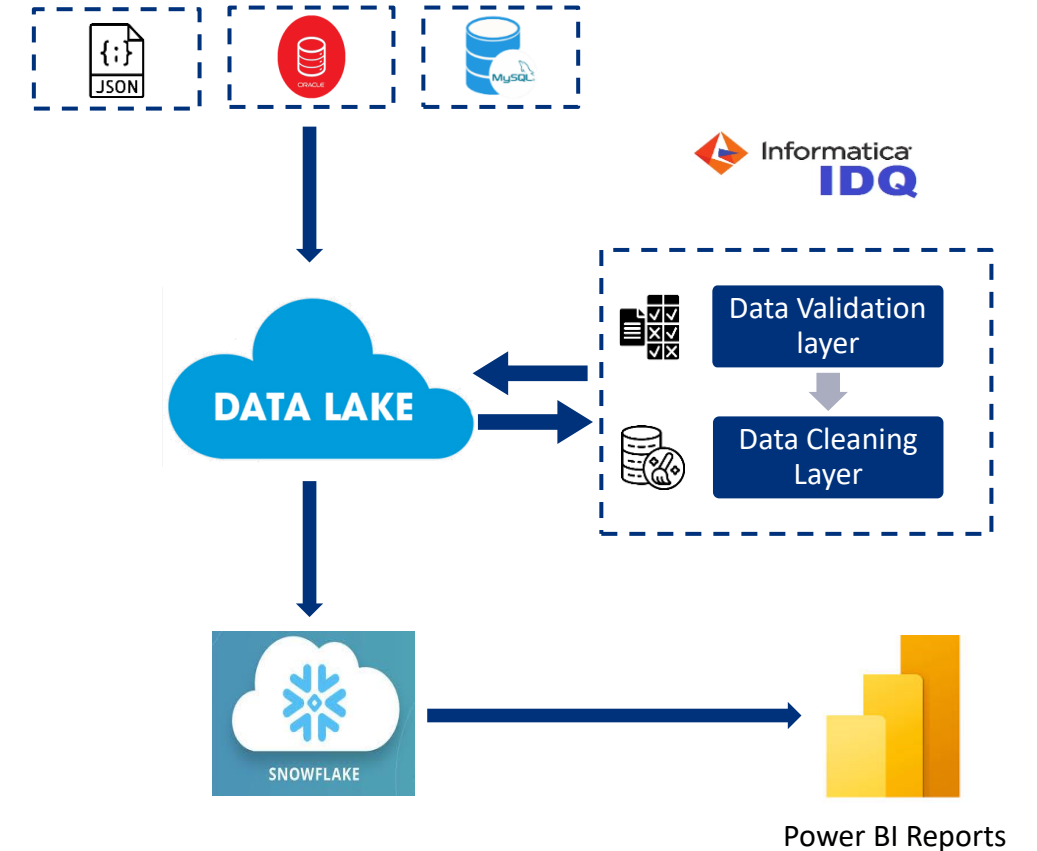 {;}
JSON
ORACLE
MySQL
Informatica
IDQ
Data Validation
layer
DATA LAKE
Data Cleaning
Layer
SNOWFLAKE
Power BI Reports